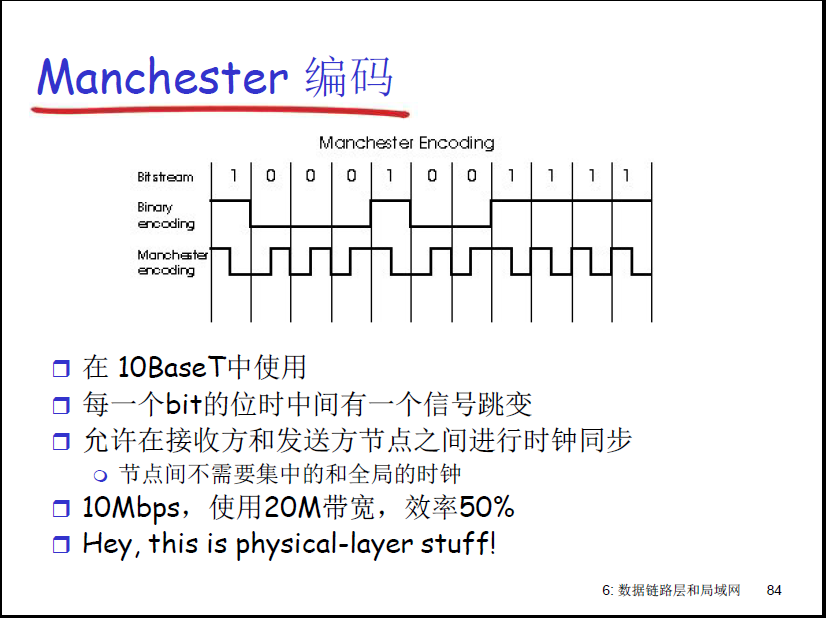 Manchester 编码
Manchester Encoding
Bitstream 1 0 0 0 1 0 0 1 1 1 1
Binary
encoding
Manchester
encoding
在 10BaseT中使用
每一个bit的位时中间有一个信号跳变
允许在接收方和发送方节点之间进行时钟同步
节点间不需要集中的和全局的时钟
10Mbps，使用20M带宽，效率50%
Hey, this is physical-layer stuff!
6: 数据链路层和局域网 84